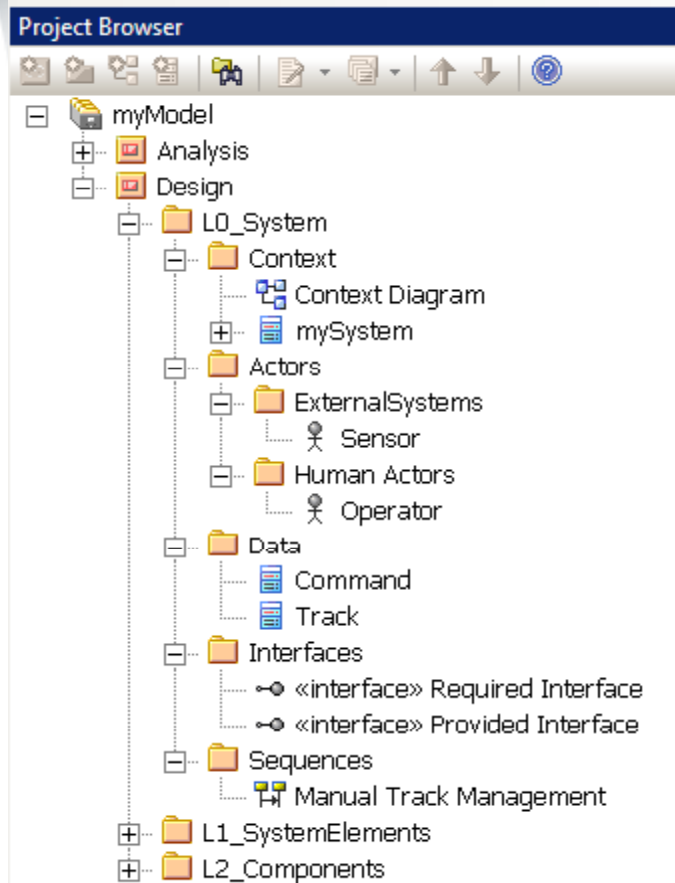 Project Browser
myModel
Analysis
Design
L0_System
Context
Context Diagram
mySystem
Actors
ExternalSystems
Sensor
Human Actors
Operator
Data
Command
Track
Interfaces
«interface» Required Interface
«interface» Provided Interface
Sequences
Manual Track Management
L1_SystemElements
L2_Components